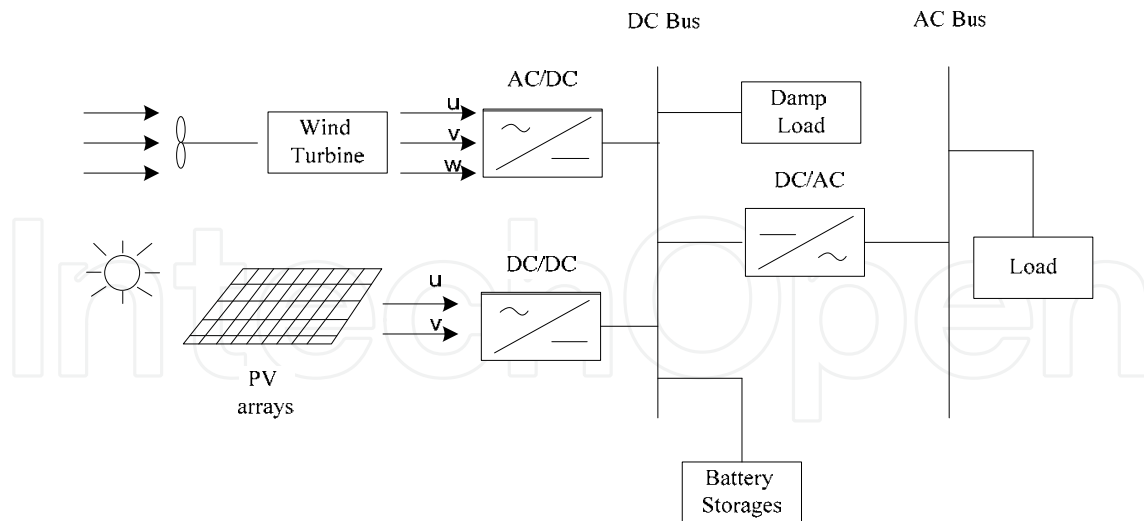 DC Bus
AC Bus
AC/DC
u
v
w
Wind
Turbine
Damp
Load
DC/AC
Load
DC/DC
u
v
PV
arrays
Battery
Storages
IntechOpen